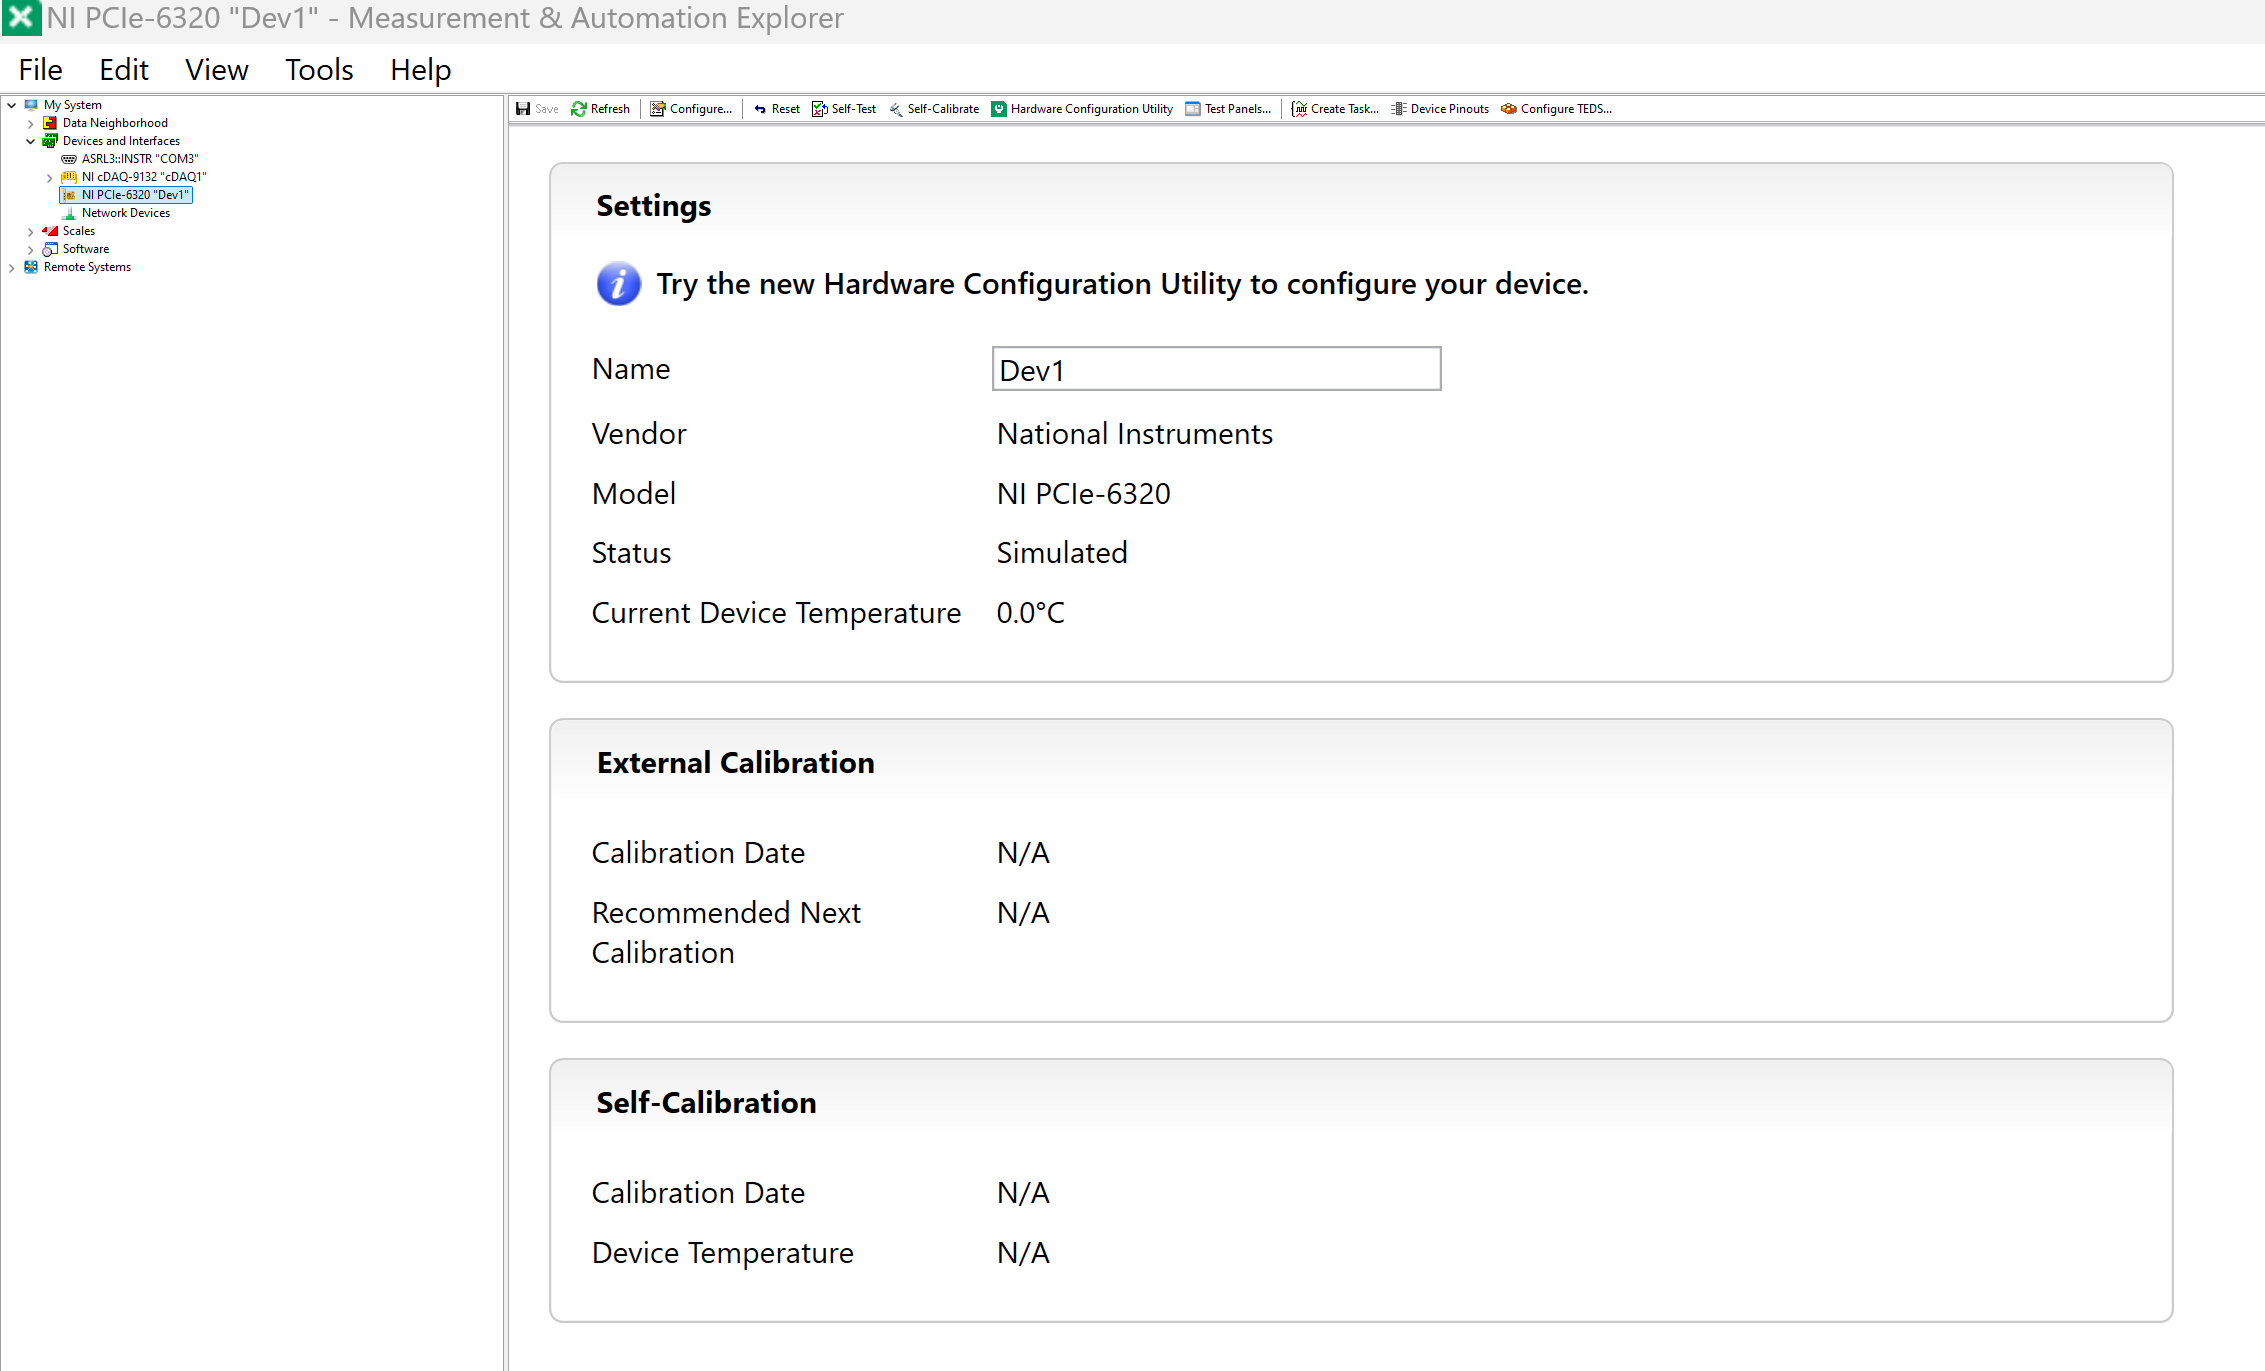 NI PCIe-6320 "Dev1" - Measurement & Automation Explorer
File Edit View Tools Help
My System
Data Neighborhood
Devices and Interfaces
ASRL3::INSTR "COM3"
NI cDAQ-9132 "cDAQ1"
NI PCIe-6320 "Dev1"
Network Devices
Scales
Software
Remote Systems
Save Refresh Configure... Reset Self-Test Self-Calibrate Hardware Configuration Utility Test Panels... Create Task... Device Pinouts Configure TEDS...
Settings
Try the new Hardware Configuration Utility to configure your device.
Name Dev1
Vendor National Instruments
Model NI PCIe-6320
Status Simulated
Current Device Temperature 0.0°C
External Calibration
Calibration Date N/A
Recommended Next N/A
Calibration
Self-Calibration
Calibration Date N/A
Device Temperature N/A